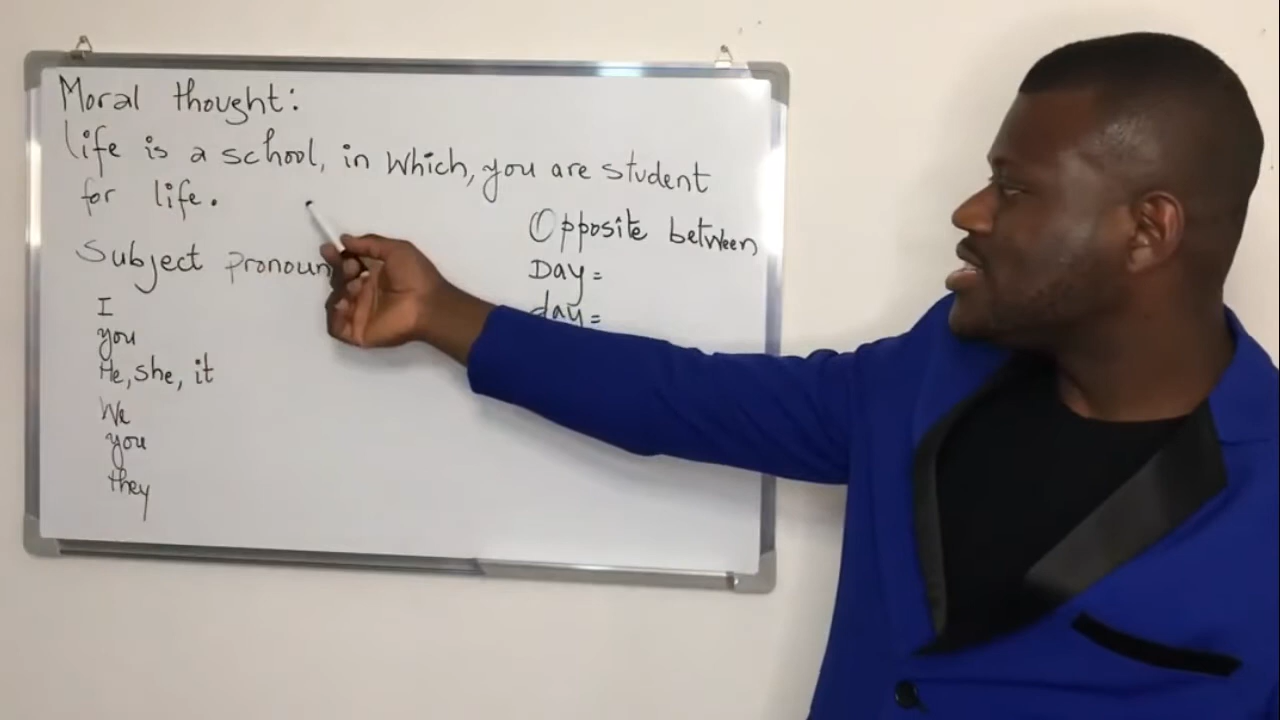 Moral thought:
Life is a school, in which, you are student
for life.
Subject pronoun
I
you
He, she, it
We
you
they
Opposite between
Day =
day =